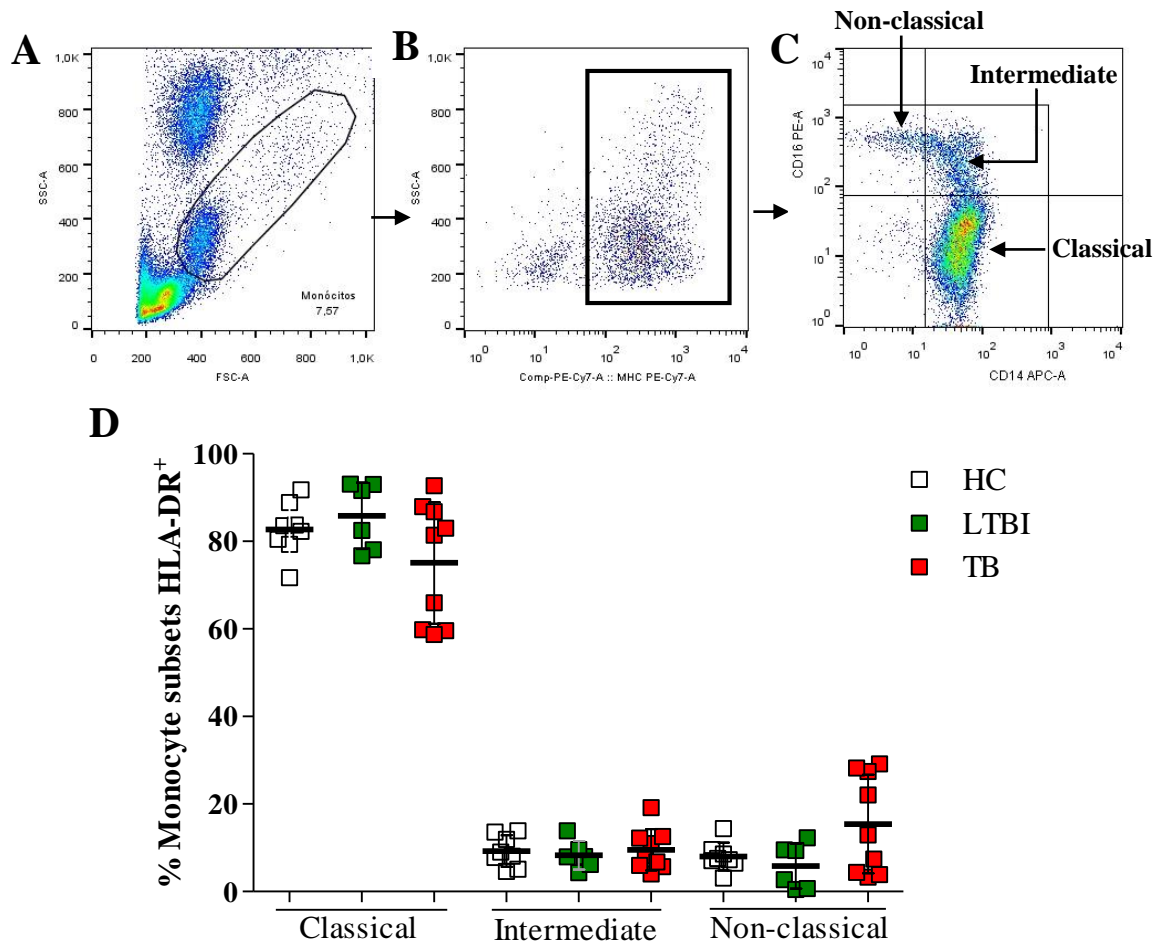 Non-classical
A
B
C
Intermediate
Classical
1,0K
800
600
400
200
0
SSC-A
Monócitos
7,57
0 200 400 600 800 1,0K
FSC-A
1,0K
800
600
400
200
0
SSC-A
10^0 10^1 10^2 10^3 10^4
Comp-PE-Cy7-A :: MHC PE-Cy7-A
10^4
10^3
10^2
10^1
10^0
CD16 PE-A
10^0 10^1 10^2 10^3 10^4
CD14 APC-A
D
% Monocyte subsets HLA-DR+
100
80
60
40
20
0
HC
LTBI
TB
Classical Intermediate Non-classical